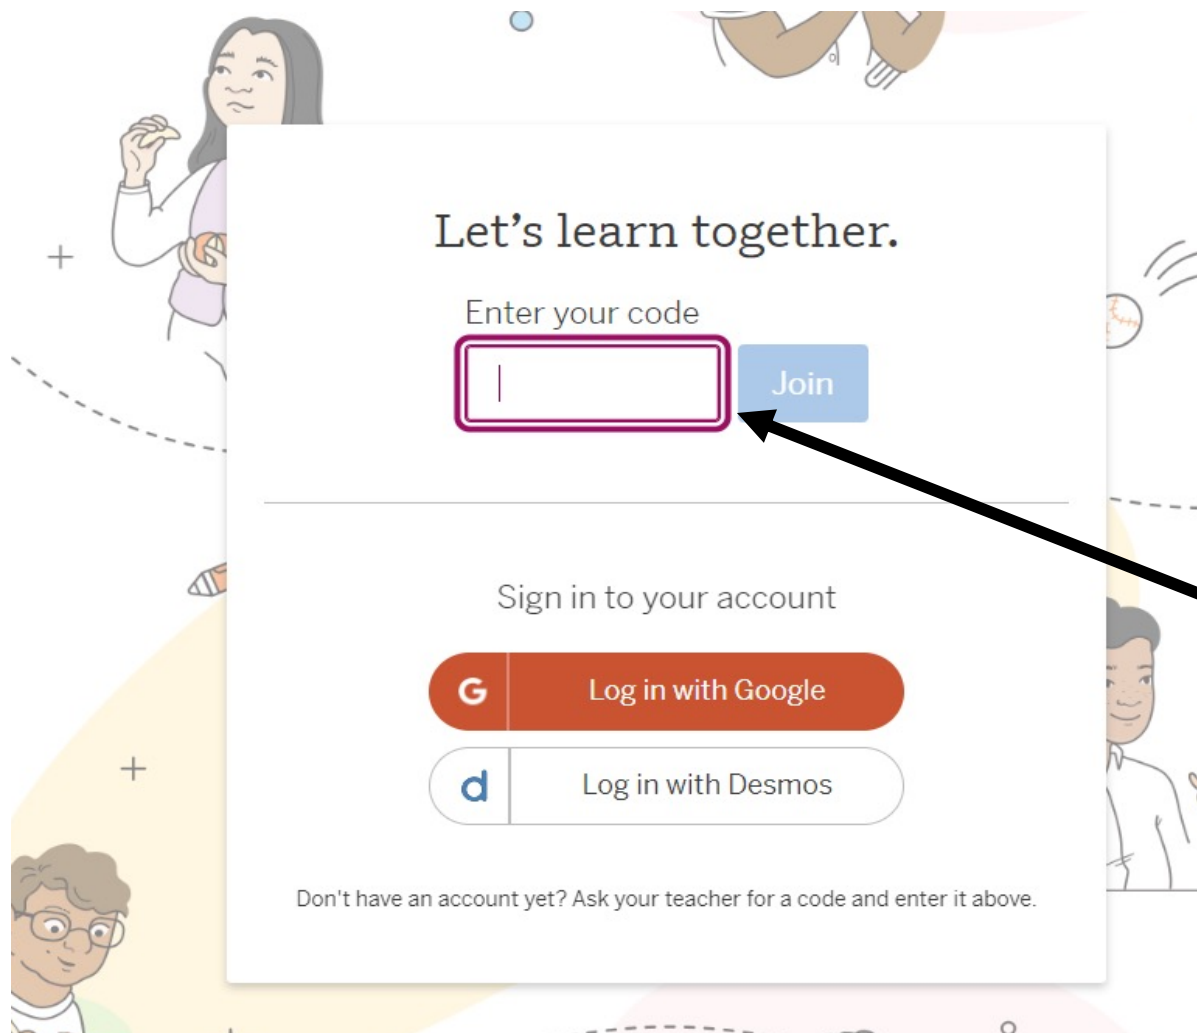 Let's learn together.
Enter your code
Join
Sign in to your account
G
Log in with Google
d
Log in with Desmos
Don't have an account yet? Ask your teacher for a code and enter it above.